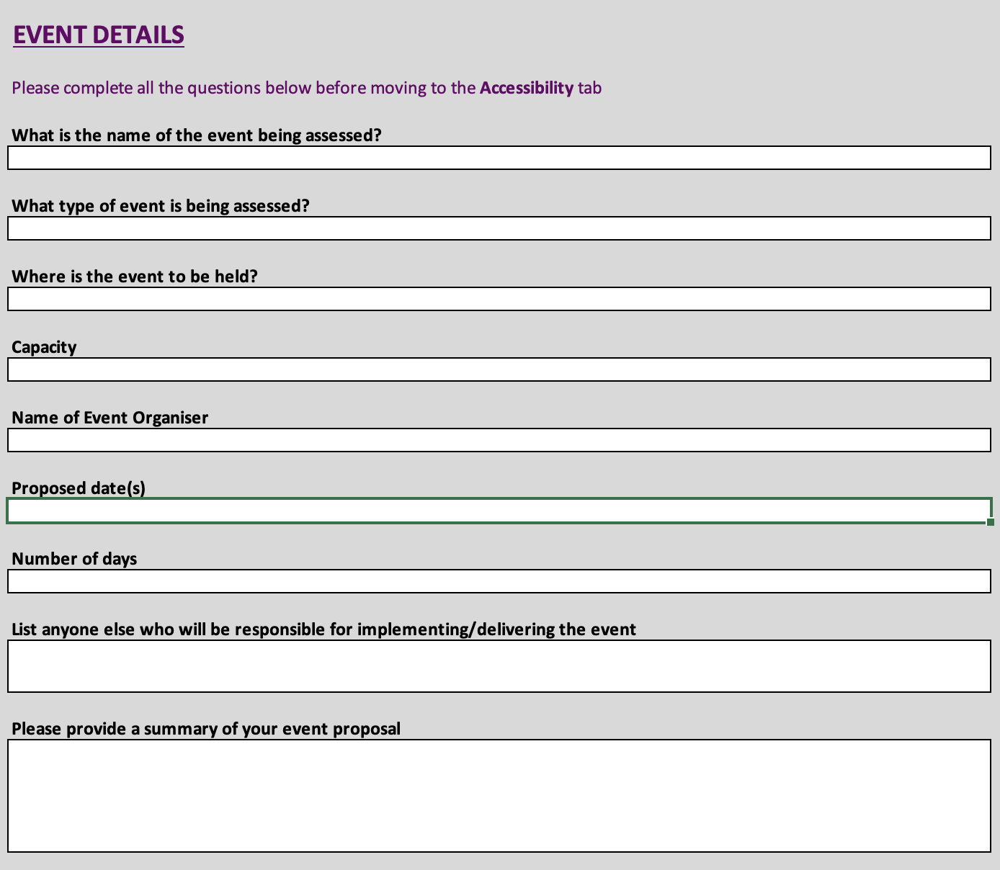 EVENT DETAILS
Please complete all the questions below before moving to the Accessibility tab
What is the name of the event being assessed?
What type of event is being assessed?
Where is the event to be held?
Capacity
Name of Event Organiser
Proposed date(s)
Number of days
List anyone else who will be responsible for implementing/delivering the event
Please provide a summary of your event proposal